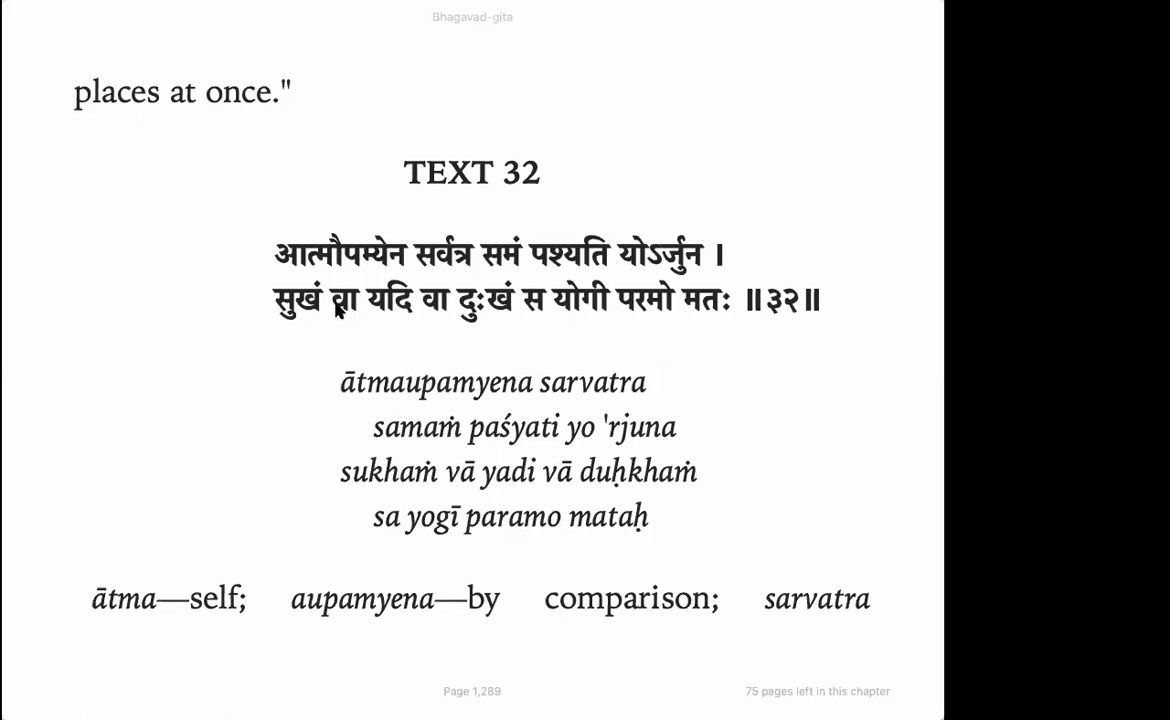 Bhagavad-gita
places at once."
TEXT 32
आत्मौपम्येन सर्वत्र समं पश्यति योऽर्जुन ।
सुखं वा यदि वा दुःखं स योगी परमो मतः ॥३२॥
ātmaupamyena sarvatra
samaṁ paśyati yo 'rjuna
sukhaṁ vā yadi vā duḥkhaṁ
sa yogī paramo mataḥ
ātma—self; aupamyena—by comparison; sarvatra
Page 1,289 75 pages left in this chapter